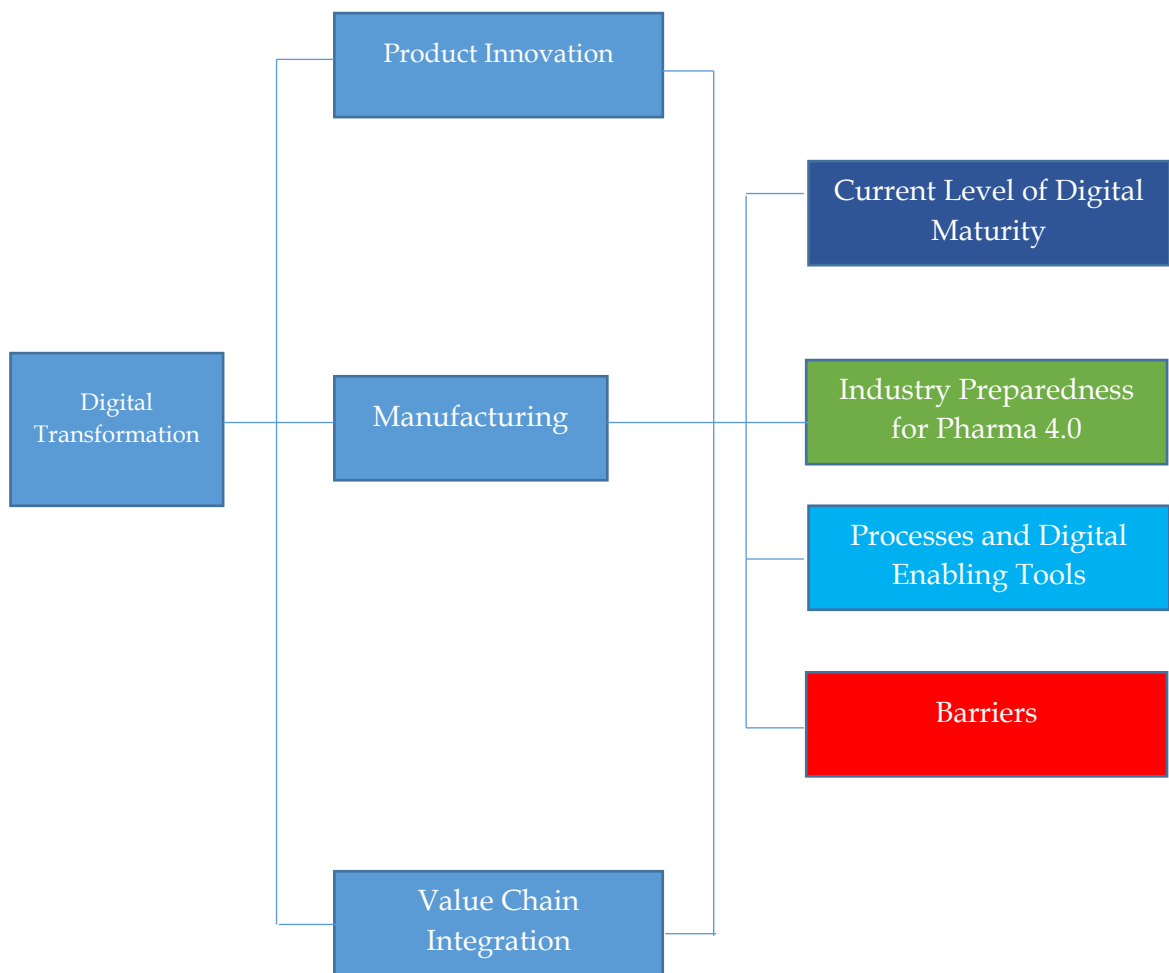 Product Innovation
Current Level of Digital
Maturity
Digital
Transformation
Manufacturing
Industry Preparedness
for Pharma 4.0
Processes and Digital
Enabling Tools
Barriers
Value Chain
Integration